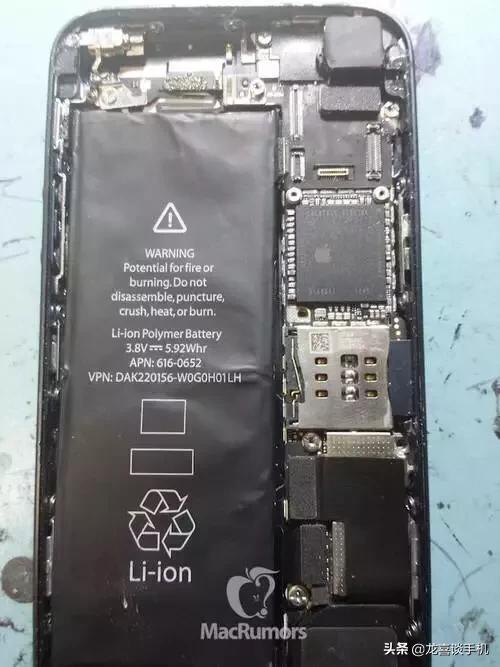 WARNING
Potential for fire or
burning. Do not
disassemble, puncture,
crush, heat, or burn.
Li-ion Polymer Battery
3.8V 5.92Whr
APN: 616-0652
VPN: DAK220156-W0G0H01LH
Li-ion
MacRumors
头条 @龙喜谈手机